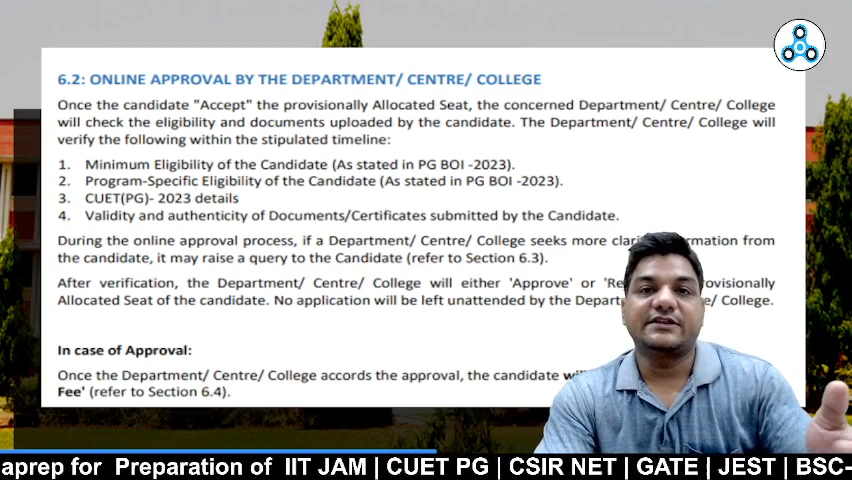 6.2: ONLINE APPROVAL BY THE DEPARTMENT/ CENTRE/ COLLEGE
Once the candidate "Accept" the provisionally Allocated Seat, the concerned Department/ Centre/ College
will check the eligibility and documents uploaded by the candidate. The Department/ Centre/ College will
verify the following within the stipulated timeline:
1. Minimum Eligibility of the Candidate (As stated in PG BOI -2023).
2. Program-Specific Eligibility of the Candidate (As stated in PG BOI -2023).
3. CUET(PG)- 2023 details
4. Validity and authenticity of Documents/Certificates submitted by the Candidate.
During the online approval process, if a Department/ Centre/ College seeks more from
the candidate, it may raise a query to the Candidate (refer to Section 6.3).
After verification, the Department/ Centre/ College will either 'Approve' or
Allocated Seat of the candidate. No application will be left unattended by the College.
In case of Approval:
Once the Department/ Centre/ College accords the approval, the candidate
Fee' (refer to Section 6.4).
aprep for Preparation of IIT JAM | CUET PG | CSIR NET | GATE | JEST | BSC-